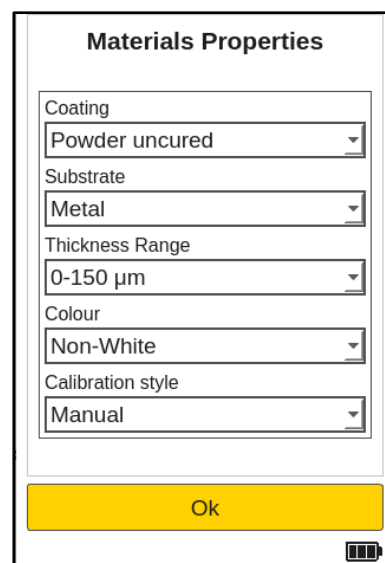 Materials Properties
Coating
Powder uncured
Substrate
Metal
Thickness Range
0-150 μm
Colour
Non-White
Calibration style
Manual
Ok